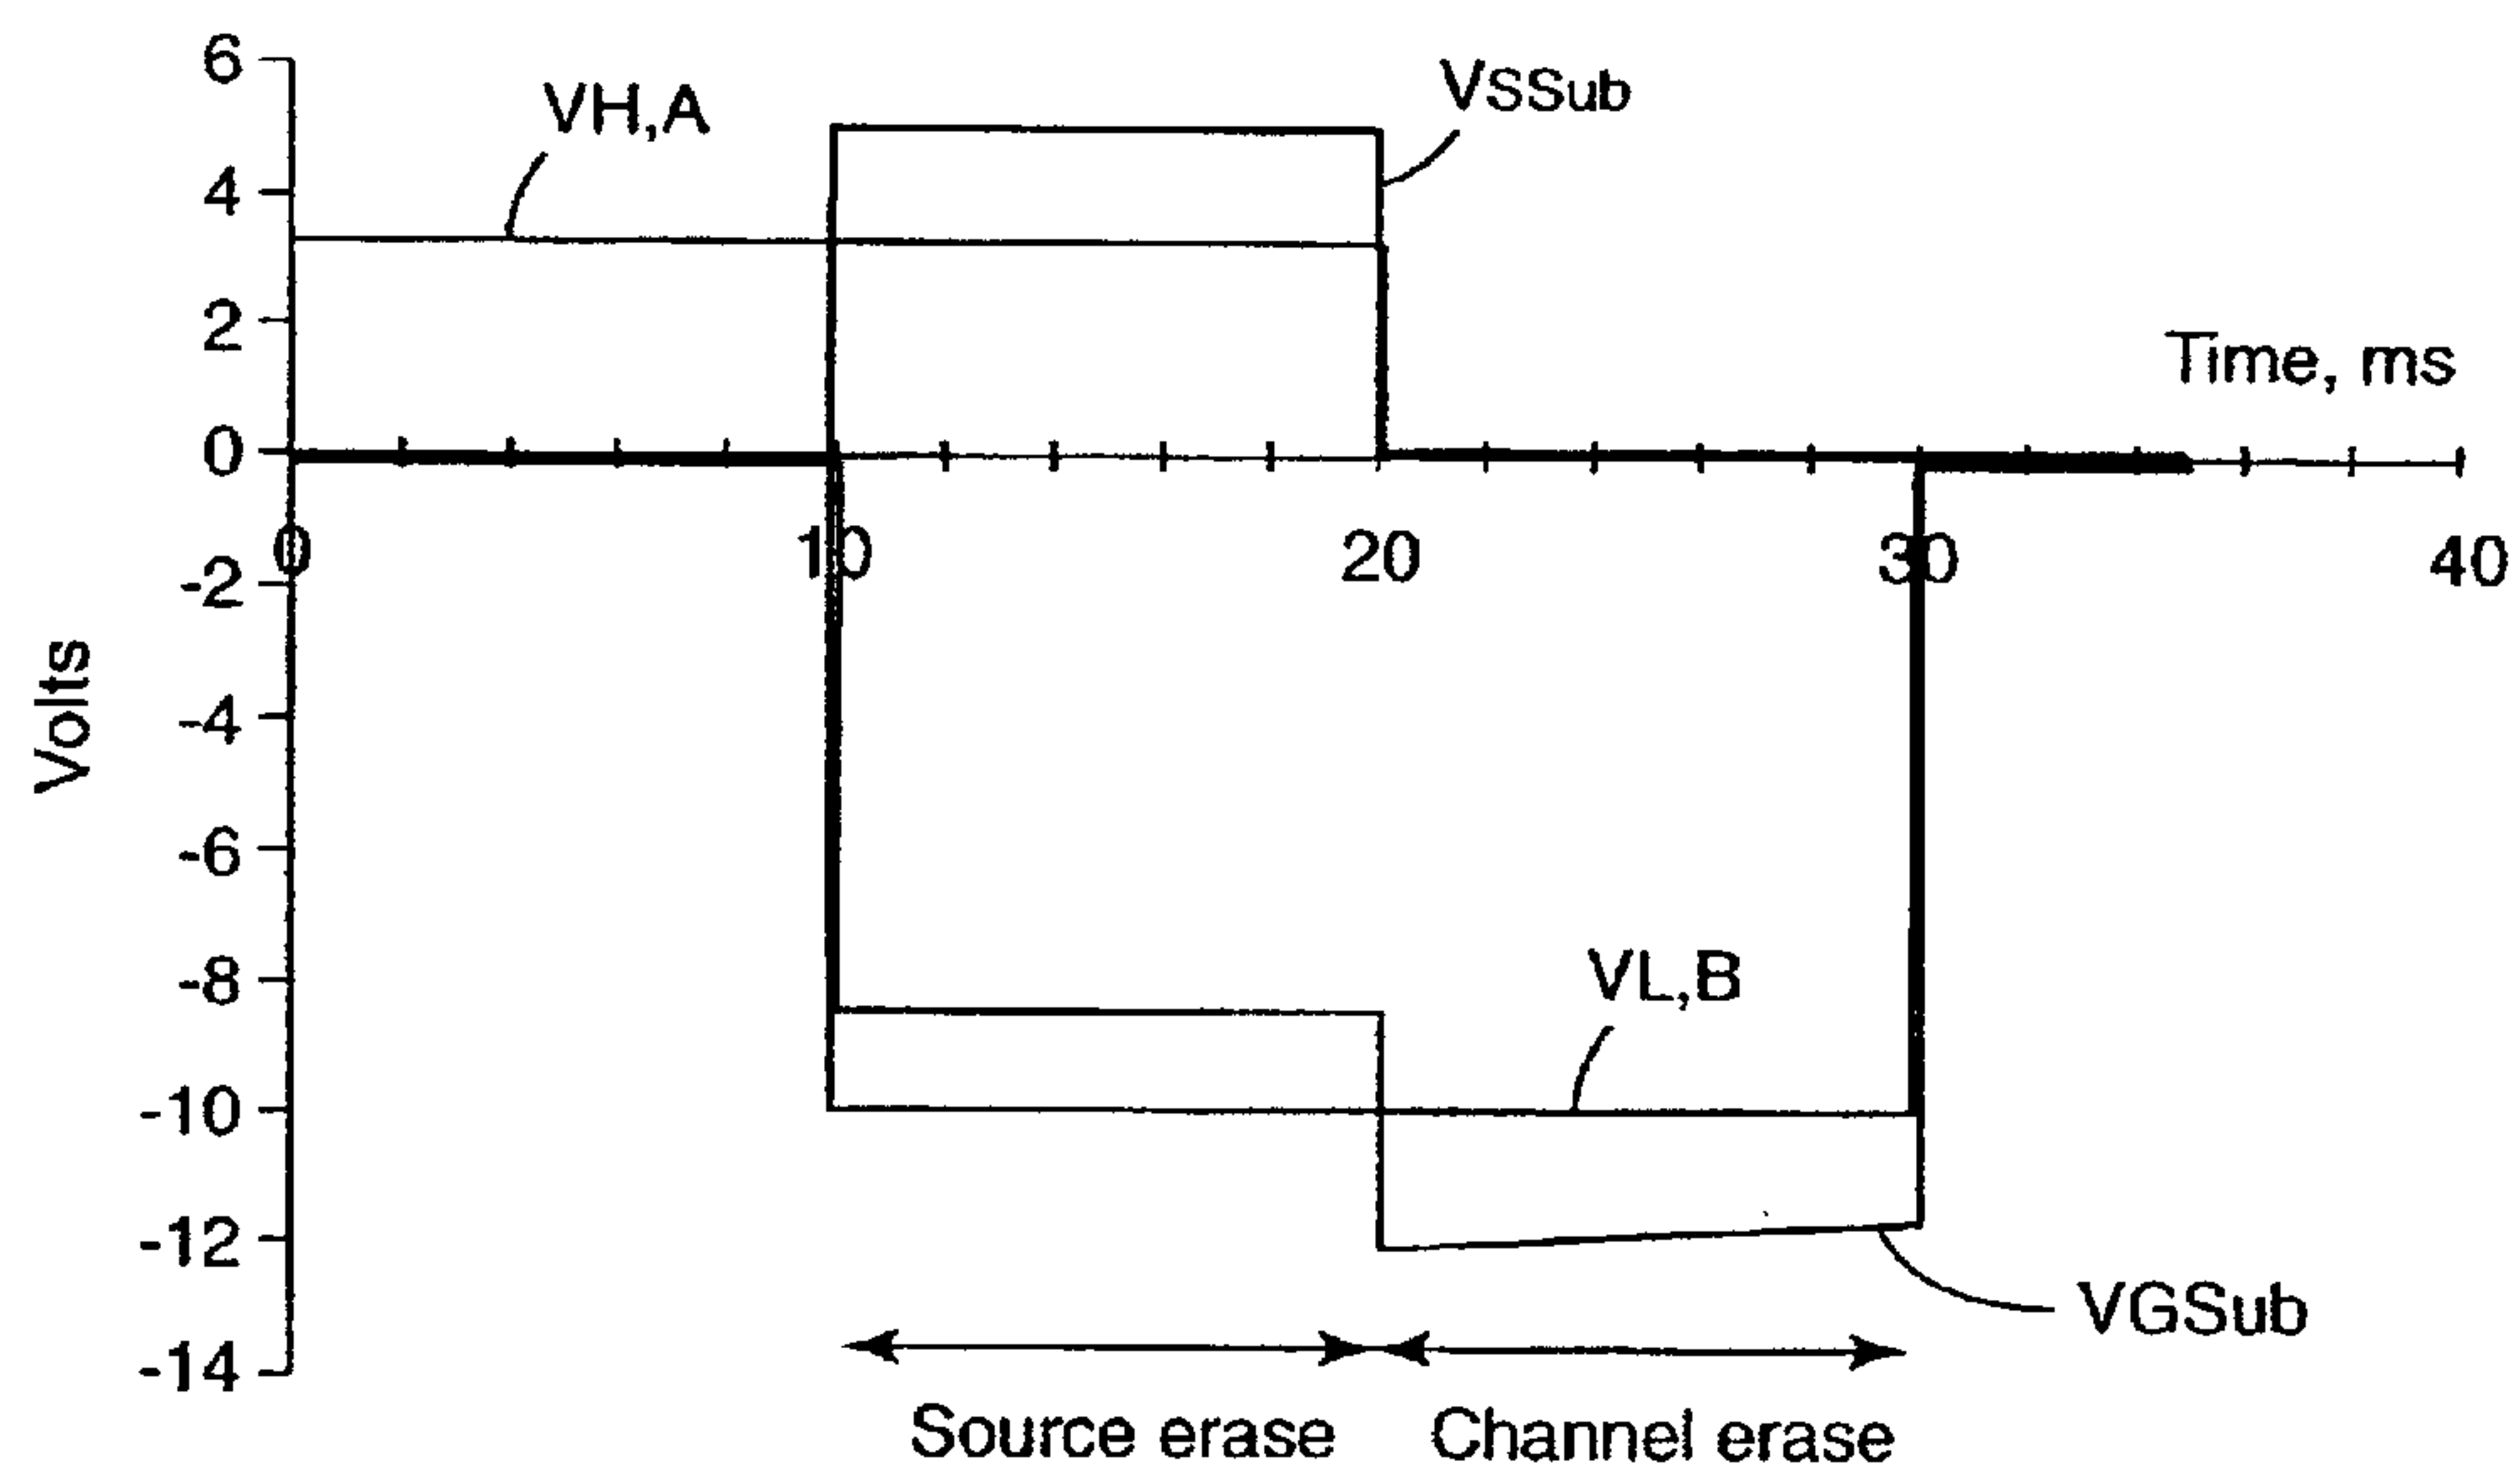 6
VH,A
VSSub
4
2
Time, ms
0
0
10
20
30
40
-2
Volts
-4
-6
-8
VL,B
-10
-12
VGSub
-14
Source erase
Channel erase